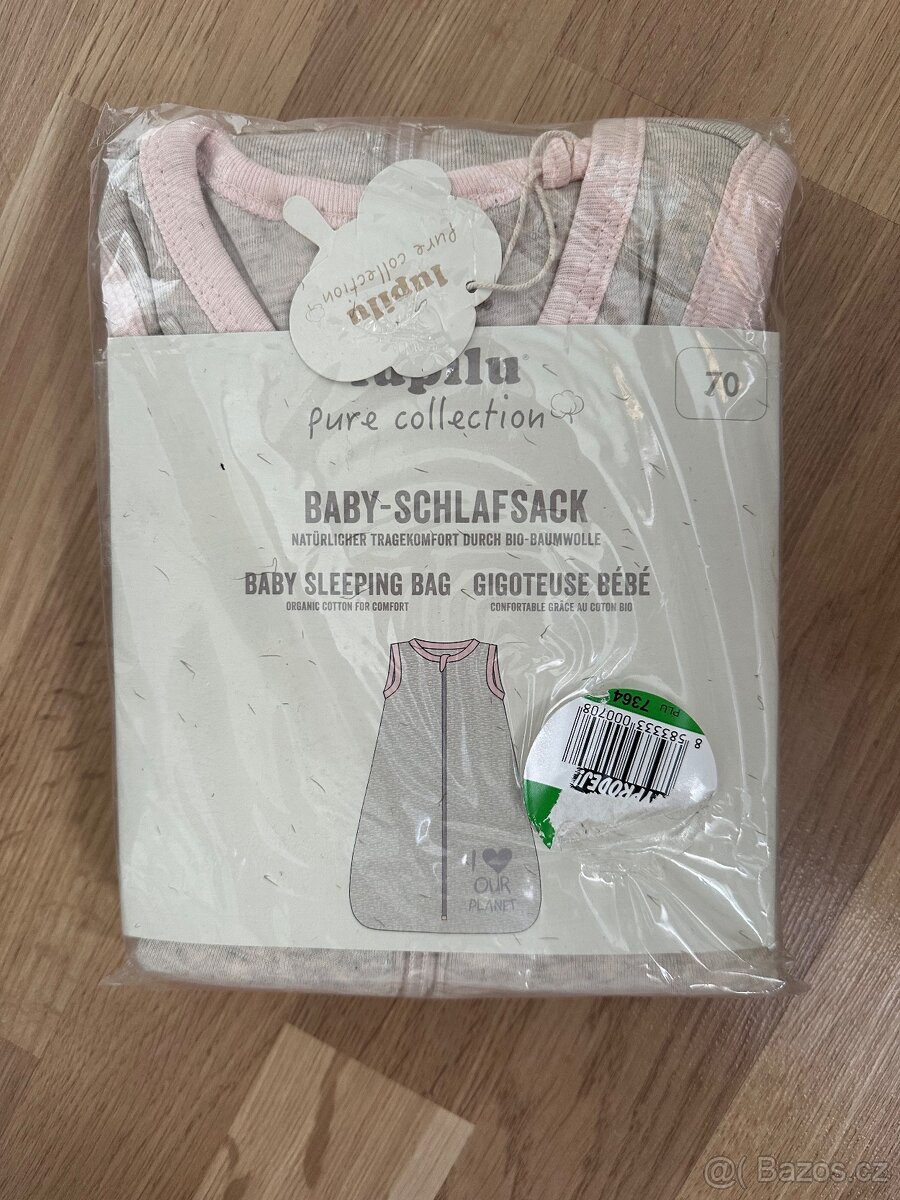 lupilu
pure collection
lupilu
pure collection
70
BABY-SCHLAFSACK
NATÜRLICHER TRAGEKOMFORT DURCH BIO-BAUMWOLLE
BABY SLEEPING BAG GIGOTEUSE BÉBÉ
ORGANIC COTTON FOR COMFORT CONFORTABLE GRÂCE AU COTON BIO
I ♥
OUR
PLANET
PLU 7364
8 583333 000708
@( Bazos.cz